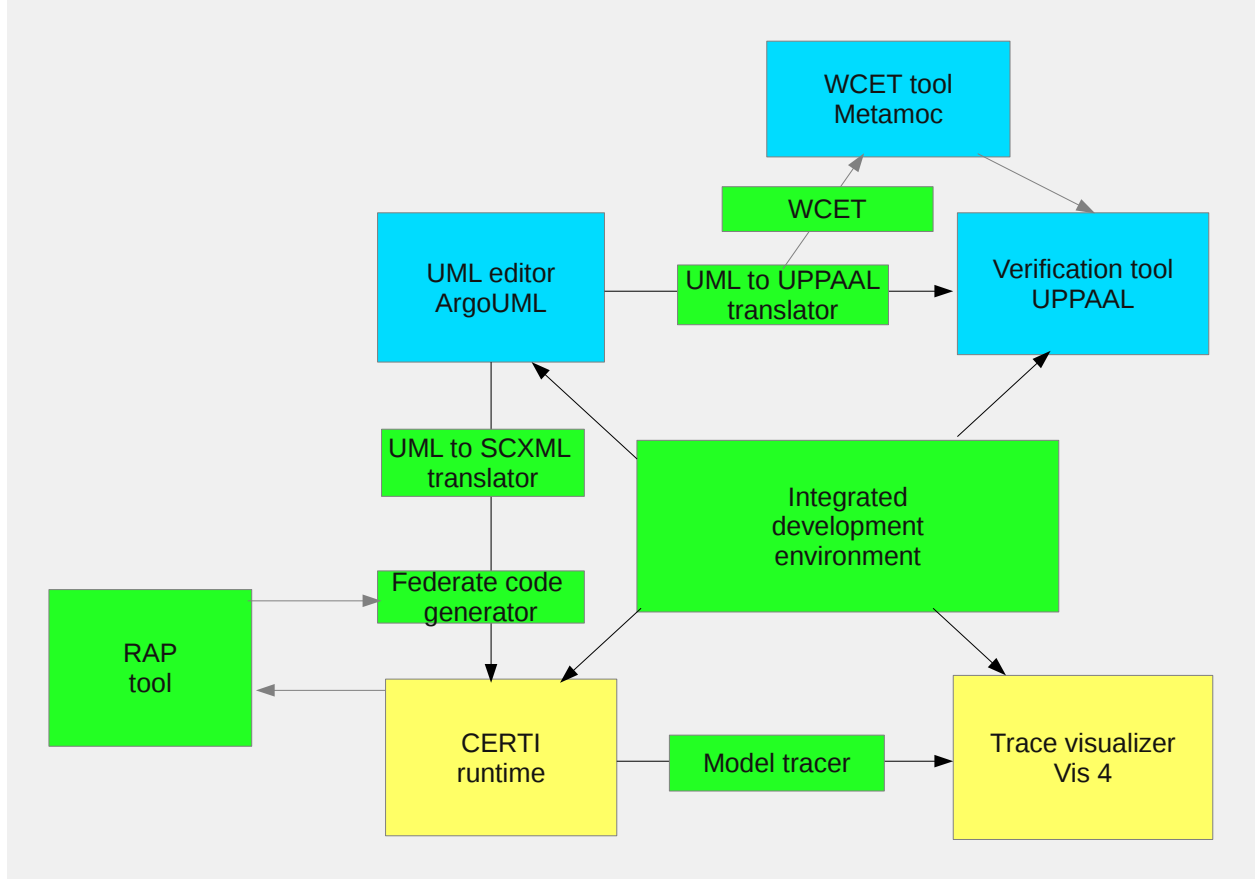 WCET tool
Metamoc
WCET
UML editor
ArgoUML
UML to UPPAAL
translator
Verification tool
UPPAAL
UML to SCXML
translator
Integrated
development
environment
Federate code
generator
RAP
tool
CERTI
runtime
Model tracer
Trace visualizer
Vis 4